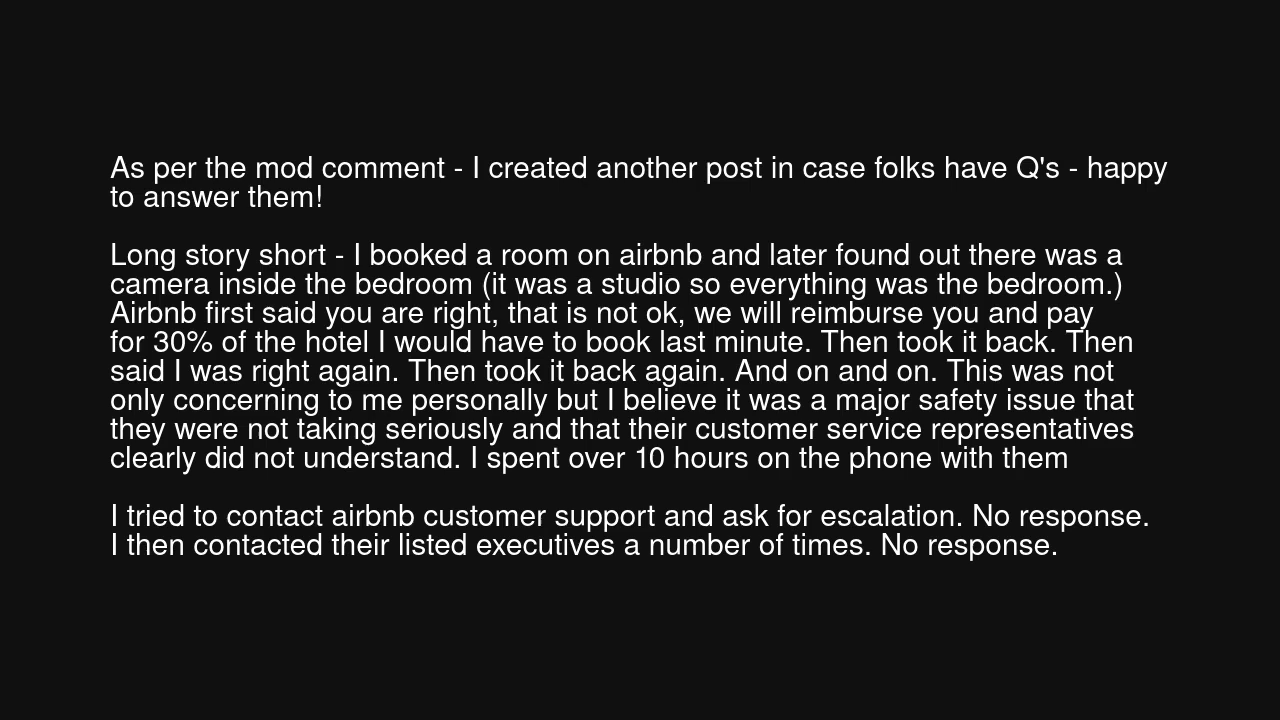 As per the mod comment - I created another post in case folks have Q's - happy
to answer them!
Long story short - I booked a room on airbnb and later found out there was a
camera inside the bedroom (it was a studio so everything was the bedroom.)
Airbnb first said you are right, that is not ok, we will reimburse you and pay
for 30% of the hotel I would have to book last minute. Then took it back. Then
said I was right again. Then took it back again. And on and on. This was not
only concerning to me personally but I believe it was a major safety issue that
they were not taking seriously and that their customer service representatives
clearly did not understand. I spent over 10 hours on the phone with them
I tried to contact airbnb customer support and ask for escalation. No response.
I then contacted their listed executives a number of times. No response.